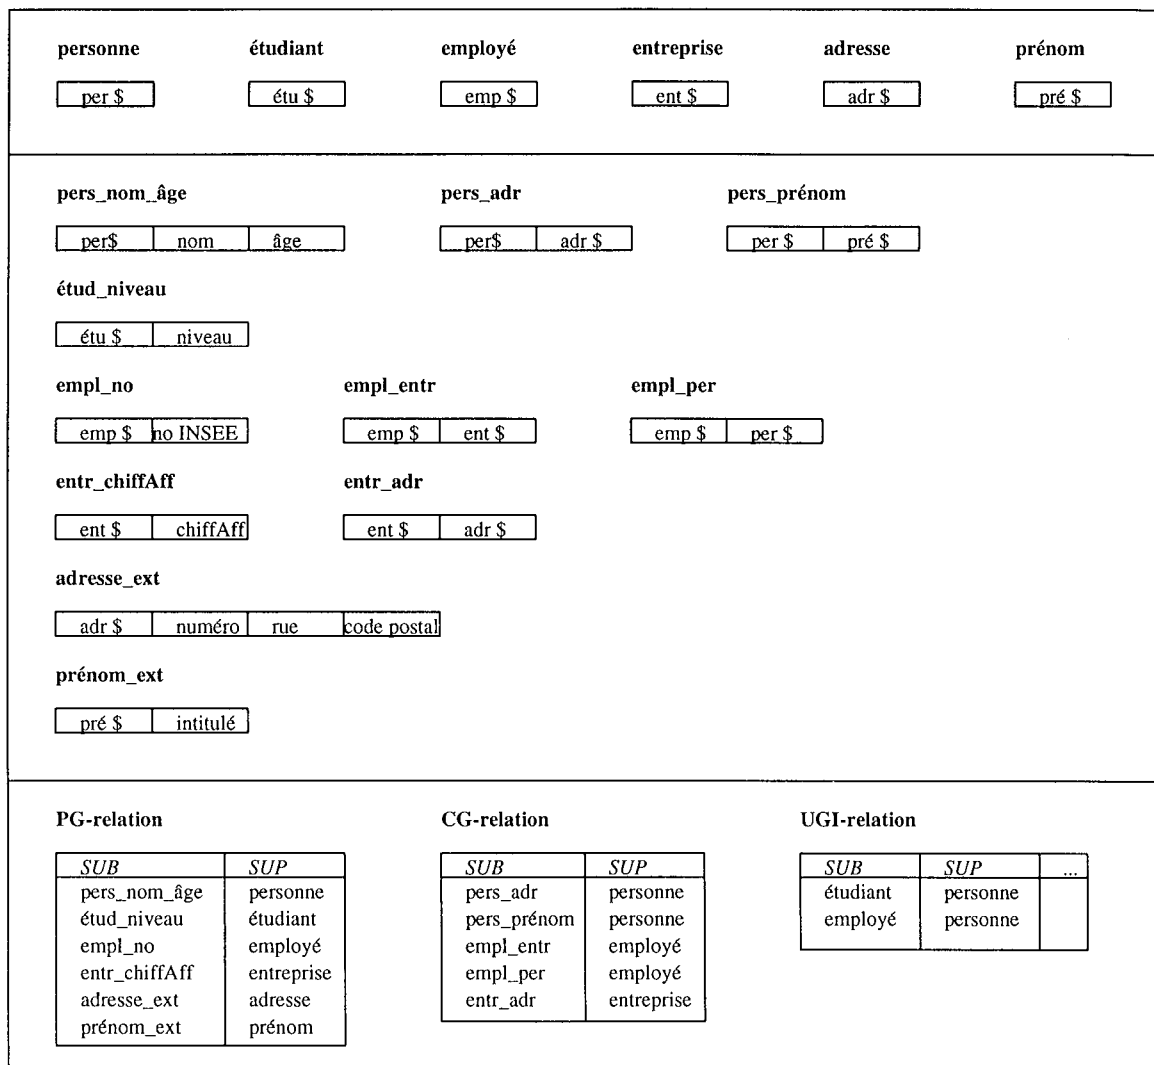 personne étudiant employé entreprise adresse prénom
per $ étu $ emp $ ent $ adr $ pré $
pers_nom_âge pers_adr pers_prénom
per$ nom âge per$ adr $ per $ pré $
étud_niveau
étu $ niveau
empl_no empl_entr empl_per
emp $ no INSEE emp $ ent $ emp $ per $
entr_chiffAff entr_adr
ent $ chiffAff ent $ adr $
adresse_ext
adr $ numéro rue code postal
prénom_ext
pré $ intitulé
PG-relation CG-relation UGI-relation
SUB SUP SUB SUP SUB SUP ...
pers_nom_âge personne pers_adr personne étudiant personne
étud_niveau étudiant pers_prénom personne employé personne
empl_no employé empl_entr employé
entr_chiffAff entreprise empl_per employé
adresse_ext adresse entr_adr entreprise
prénom_ext prénom